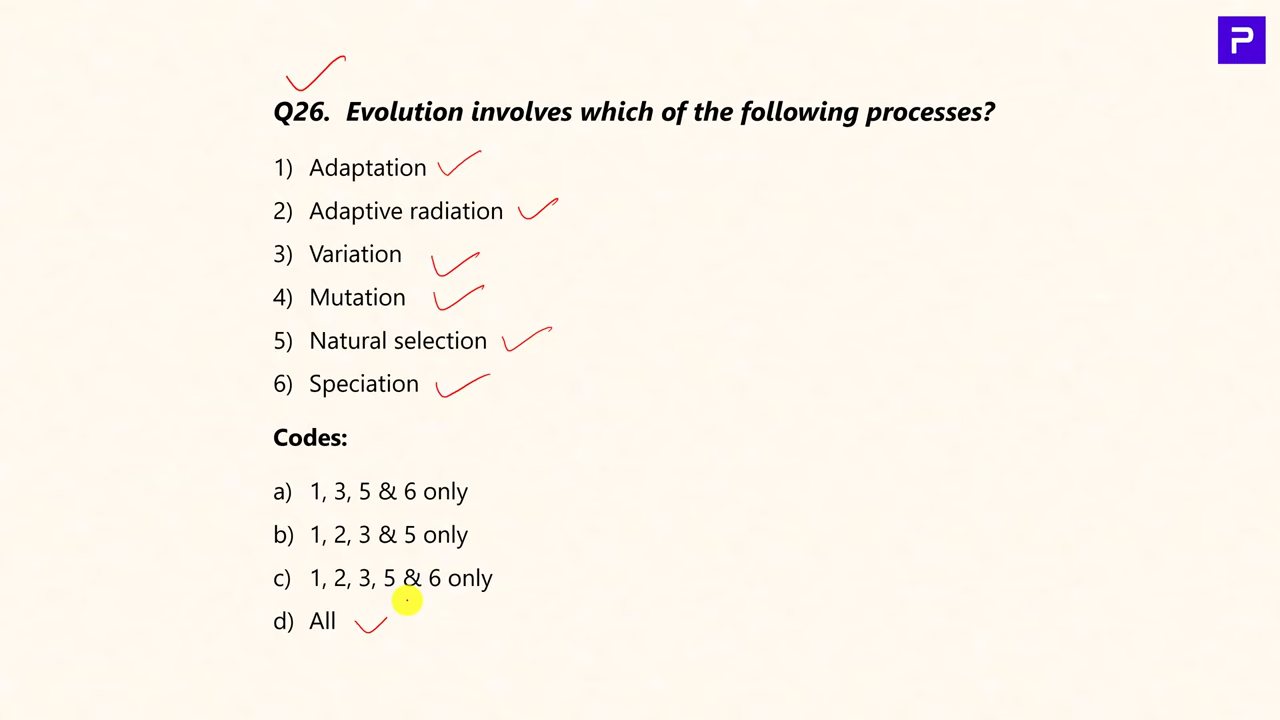 P
Q26. Evolution involves which of the following processes?
1) Adaptation
2) Adaptive radiation
3) Variation
4) Mutation
5) Natural selection
6) Speciation
Codes:
a) 1, 3, 5 & 6 only
b) 1, 2, 3 & 5 only
c) 1, 2, 3, 5 & 6 only
d) All